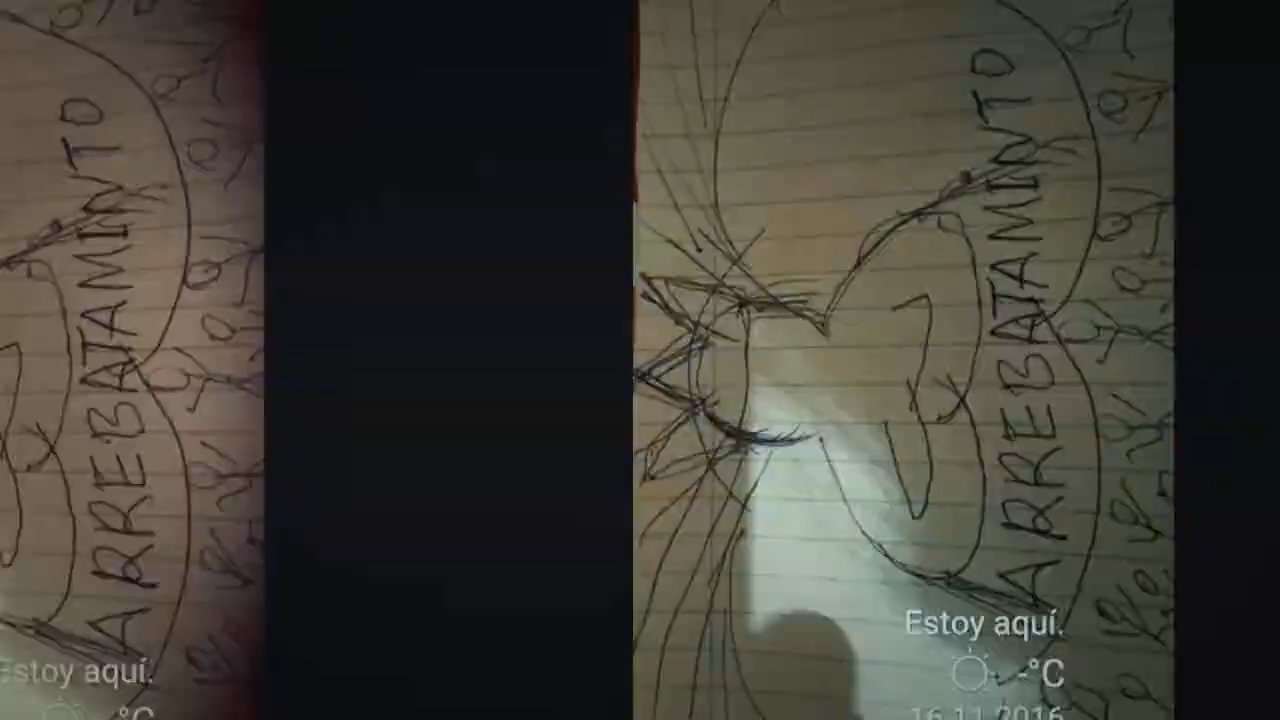 ARREBATAMINTO
Estoy aquí.
°C
ARREBATAMINTO
Estoy aquí.
-°C
16.11.2016